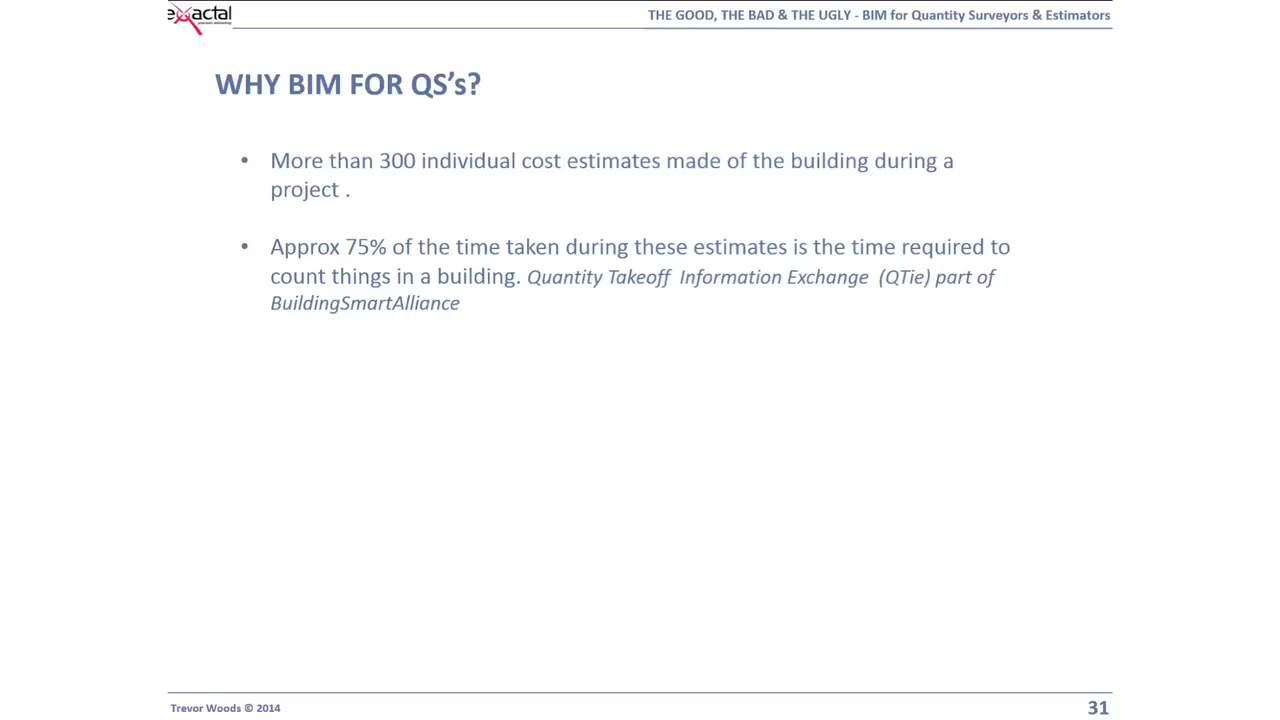 exactal
THE GOOD, THE BAD & THE UGLY - BIM for Quantity Surveyors & Estimators
WHY BIM FOR QS’s?
• More than 300 individual cost estimates made of the building during a
project .
• Approx 75% of the time taken during these estimates is the time required to
count things in a building. Quantity Takeoff Information Exchange (QTie) part of
BuildingSmartAlliance
Trevor Woods © 2014
31